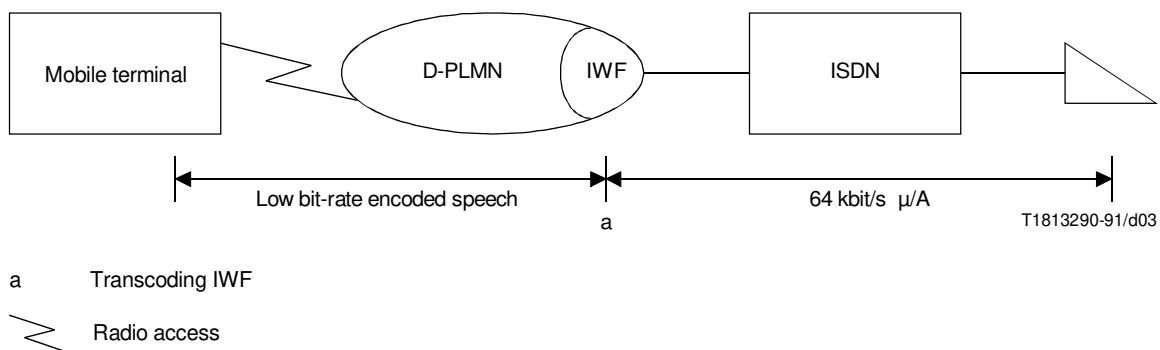 Mobile terminal
D-PLMN
IWF
ISDN
Low bit-rate encoded speech
64 kbit/s µ/A
a
T1813290-91/d03
a Transcoding IWF
Radio access